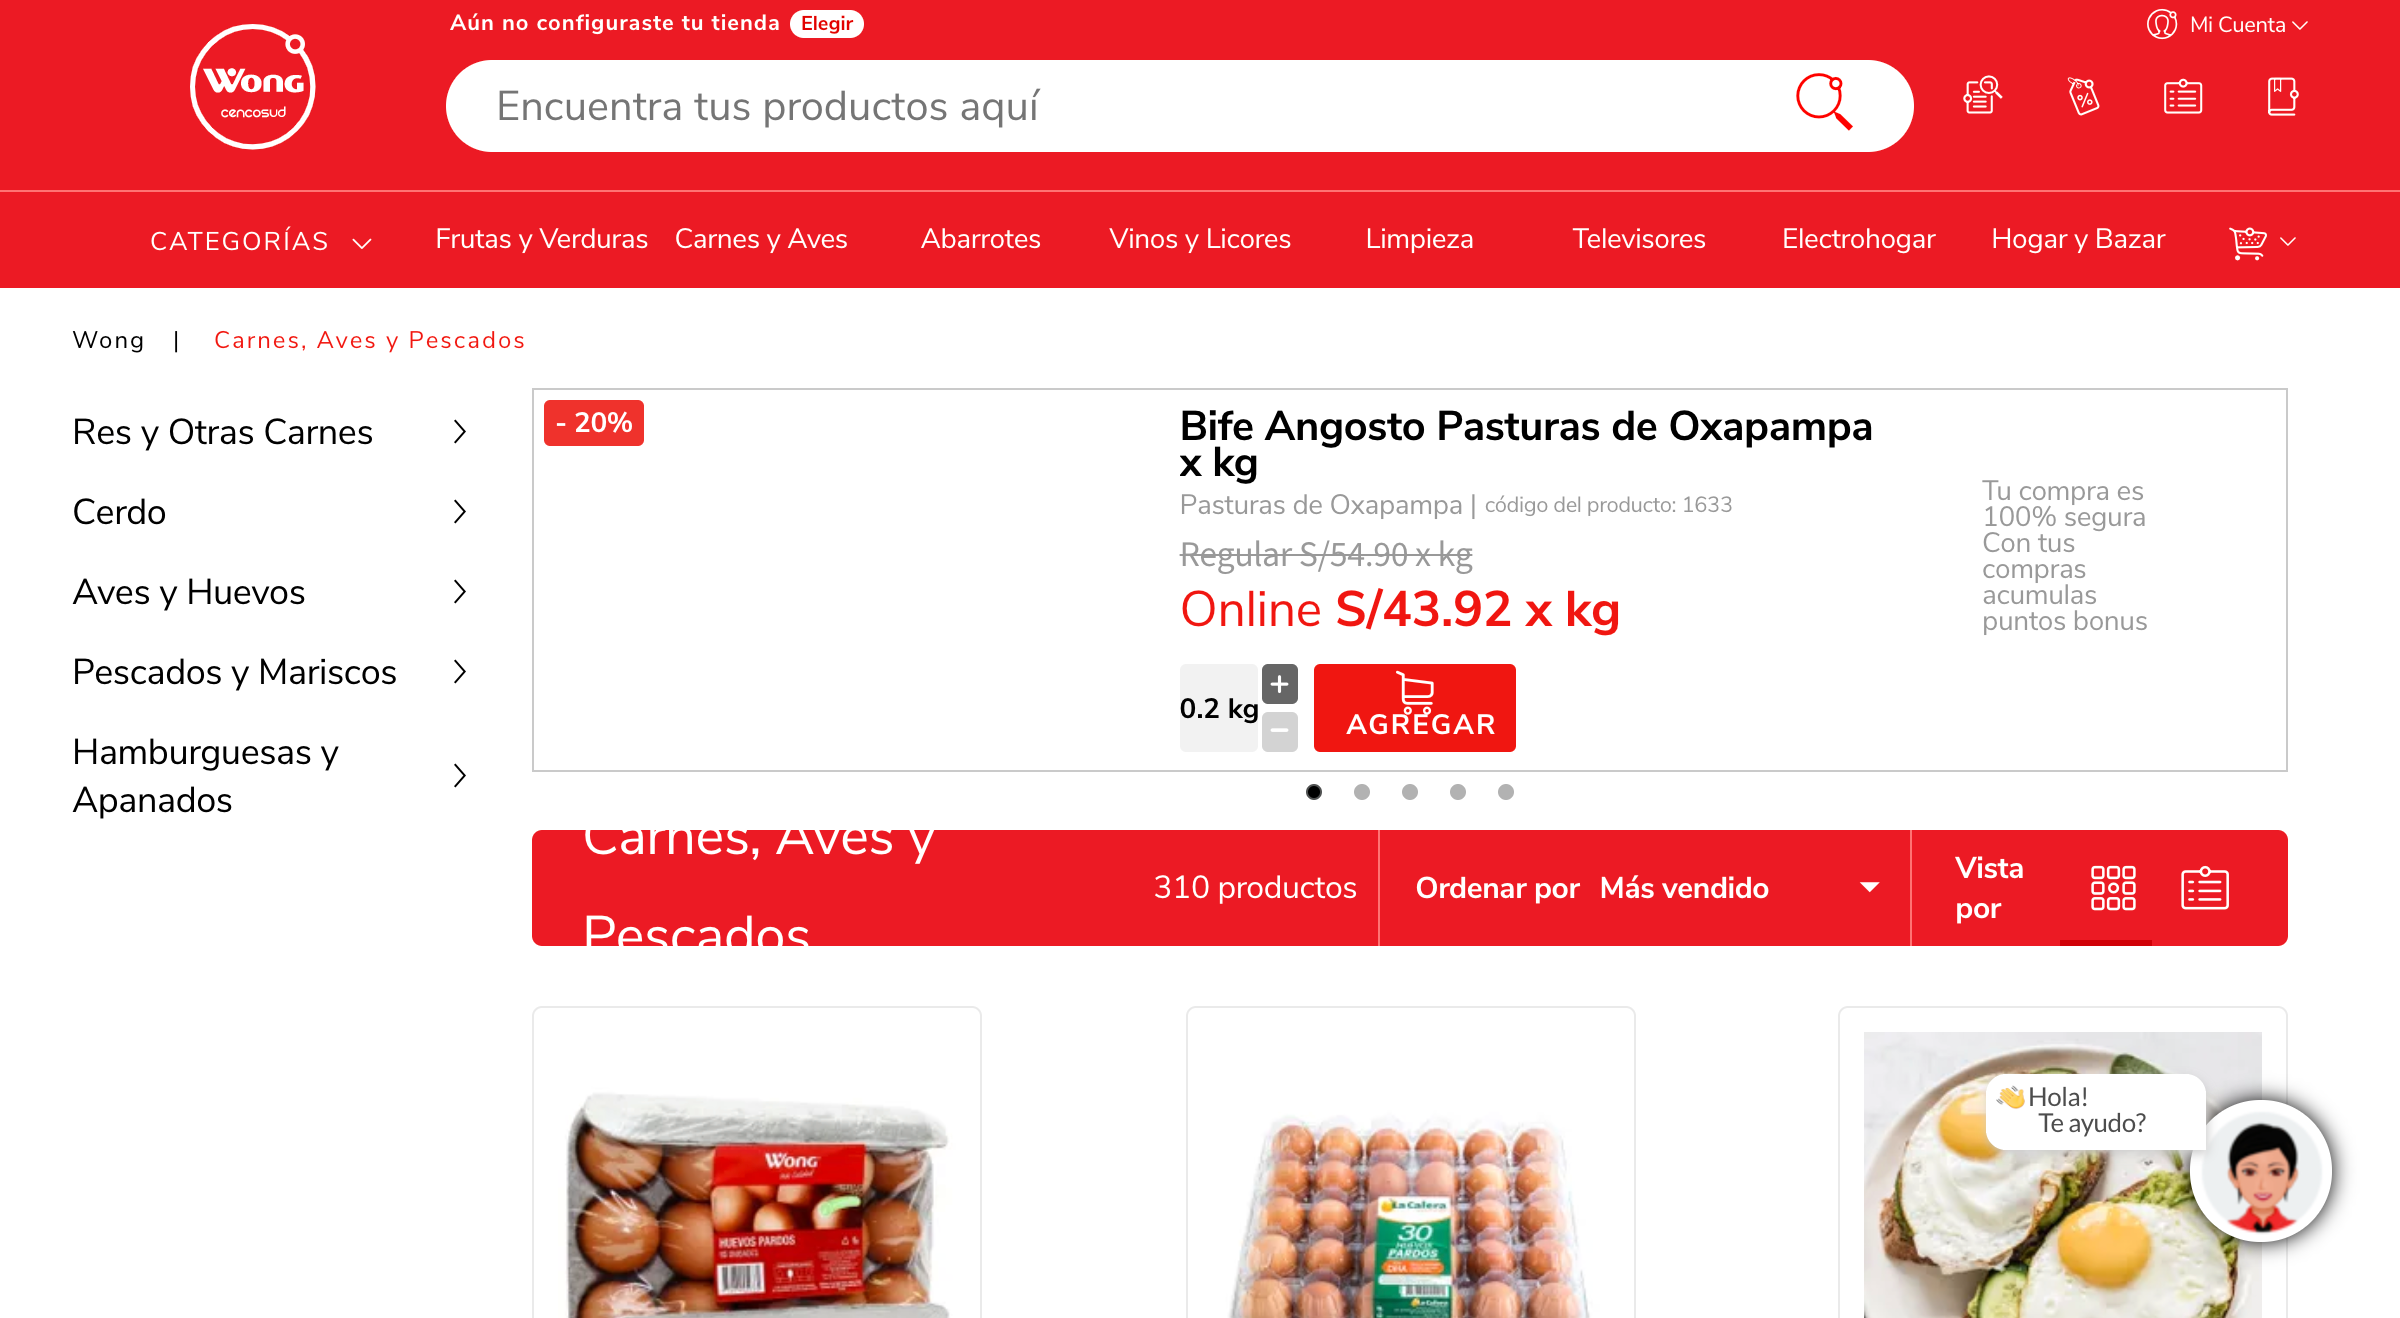 Aún no configuraste tu tienda Elegir
Mi Cuenta
Wong
cencosud
Encuentra tus productos aquí
CATEGORÍAS
Frutas y Verduras
Carnes y Aves
Abarrotes
Vinos y Licores
Limpieza
Televisores
Electrohogar
Hogar y Bazar
Wong | Carnes, Aves y Pescados
Res y Otras Carnes
Cerdo
Aves y Huevos
Pescados y Mariscos
Hamburguesas y
Apanados
- 20%
Bife Angosto Pasturas de Oxapampa
x kg
Pasturas de Oxapampa | código del producto: 1633
Regular S/54.90 x kg
Online S/43.92 x kg
0.2 kg
+
−
AGREGAR
Tu compra es
100% segura
Con tus
compras
acumulas
puntos bonus
Carnes, Aves y
Pescados
310 productos
Ordenar por Más vendido
Vista
por
Wong
HUEVOS PARDOS
La Calera
30
HUEVOS
PARDOS
La Calera
👋Hola!
Te ayudo?